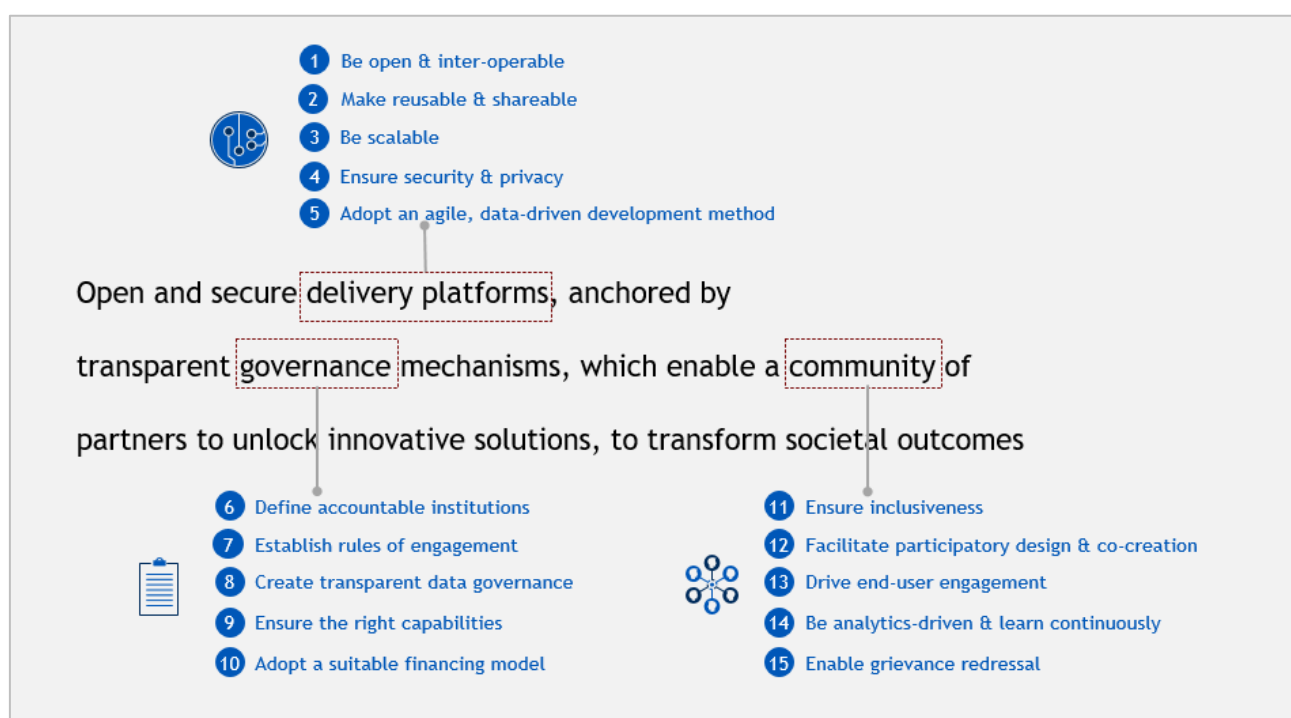 1 Be open & inter-operable
2 Make reusable & shareable
3 Be scalable
4 Ensure security & privacy
5 Adopt an agile, data-driven development method
Open and secure delivery platforms, anchored by
transparent governance mechanisms, which enable a community of
partners to unlock innovative solutions, to transform societal outcomes
6 Define accountable institutions
7 Establish rules of engagement
8 Create transparent data governance
9 Ensure the right capabilities
10 Adopt a suitable financing model
11 Ensure inclusiveness
12 Facilitate participatory design & co-creation
13 Drive end-user engagement
14 Be analytics-driven & learn continuously
15 Enable grievance redressal